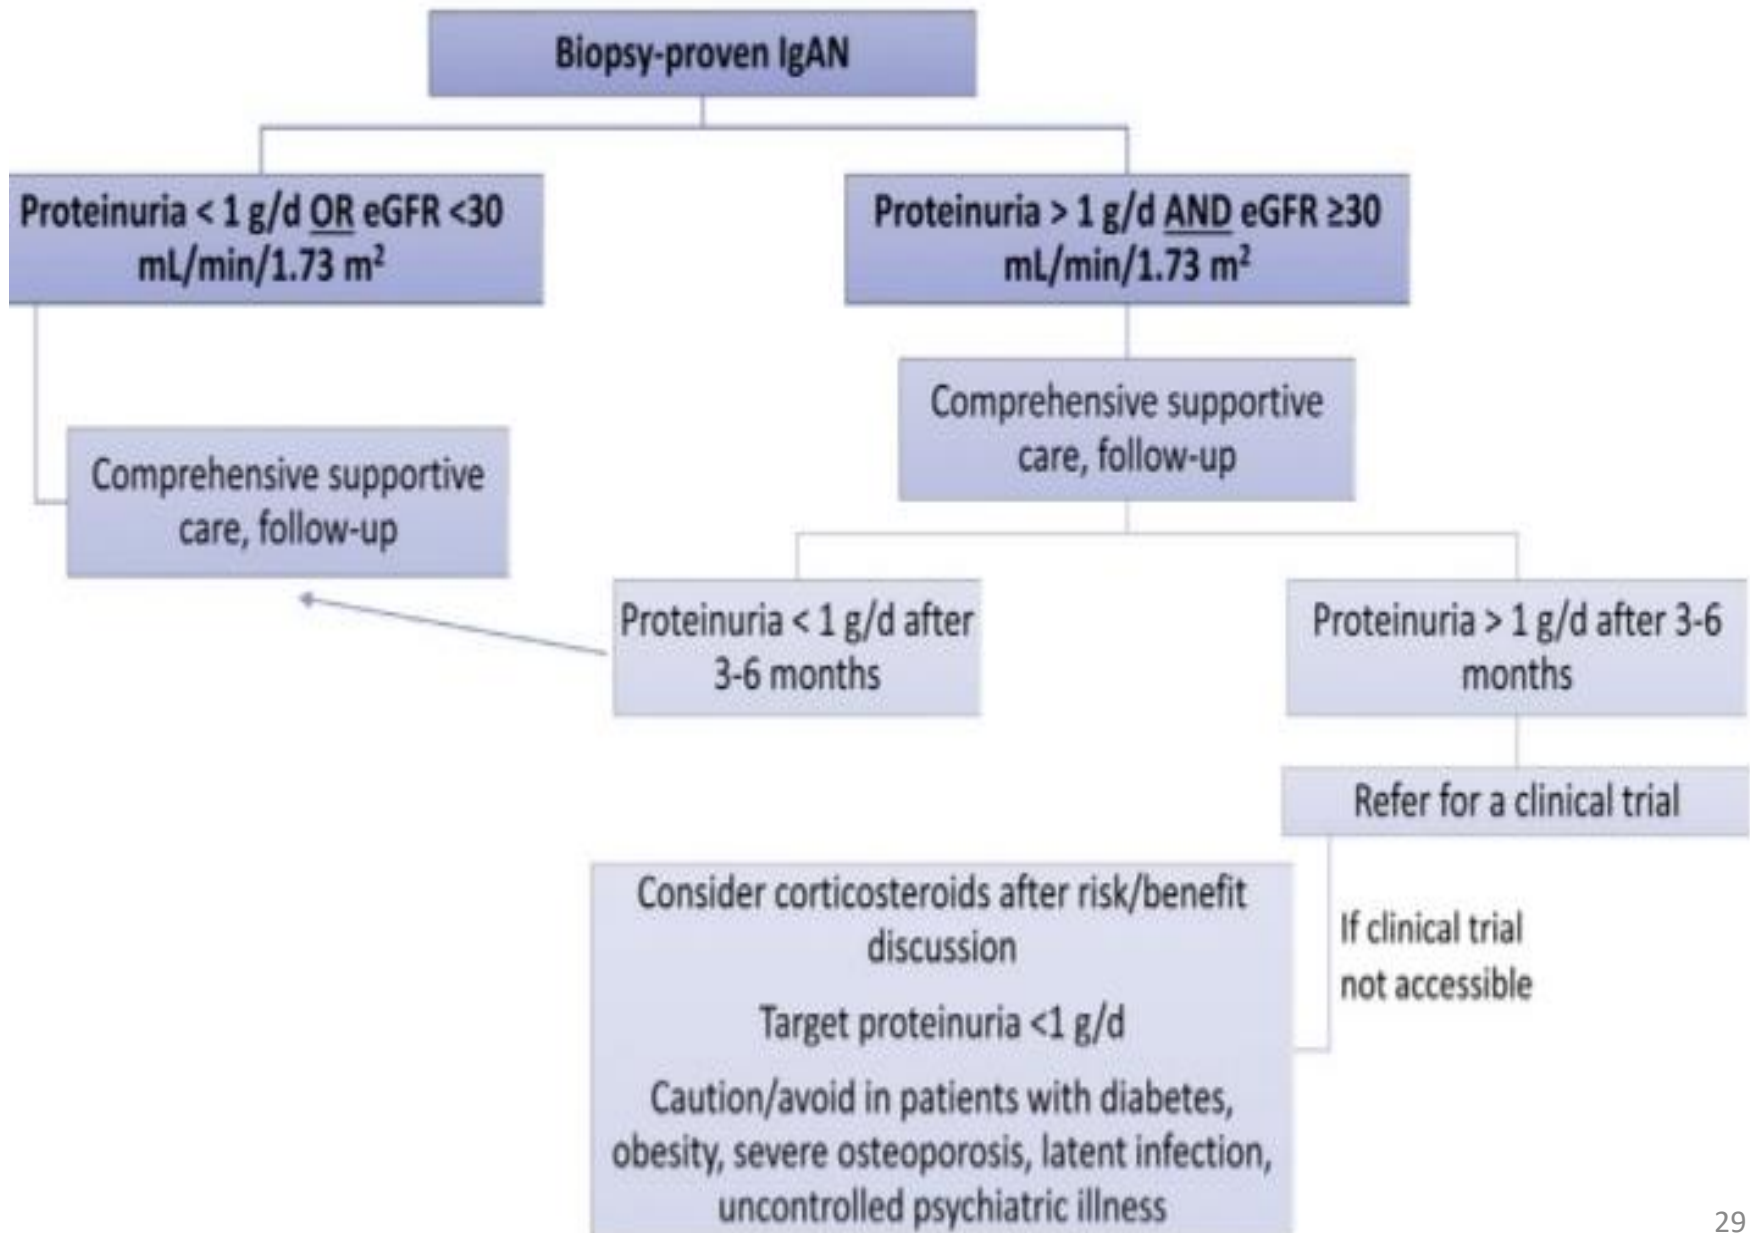 Biopsy-proven IgAN
Proteinuria < 1 g/d OR eGFR <30
mL/min/1.73 m²
Proteinuria > 1 g/d AND eGFR ≥30
mL/min/1.73 m²
Comprehensive supportive
care, follow-up
Comprehensive supportive
care, follow-up
Proteinuria < 1 g/d after
3-6 months
Proteinuria > 1 g/d after 3-6
months
Refer for a clinical trial
If clinical trial
not accessible
Consider corticosteroids after risk/benefit
discussion
Target proteinuria <1 g/d
Caution/avoid in patients with diabetes,
obesity, severe osteoporosis, latent infection,
uncontrolled psychiatric illness
29